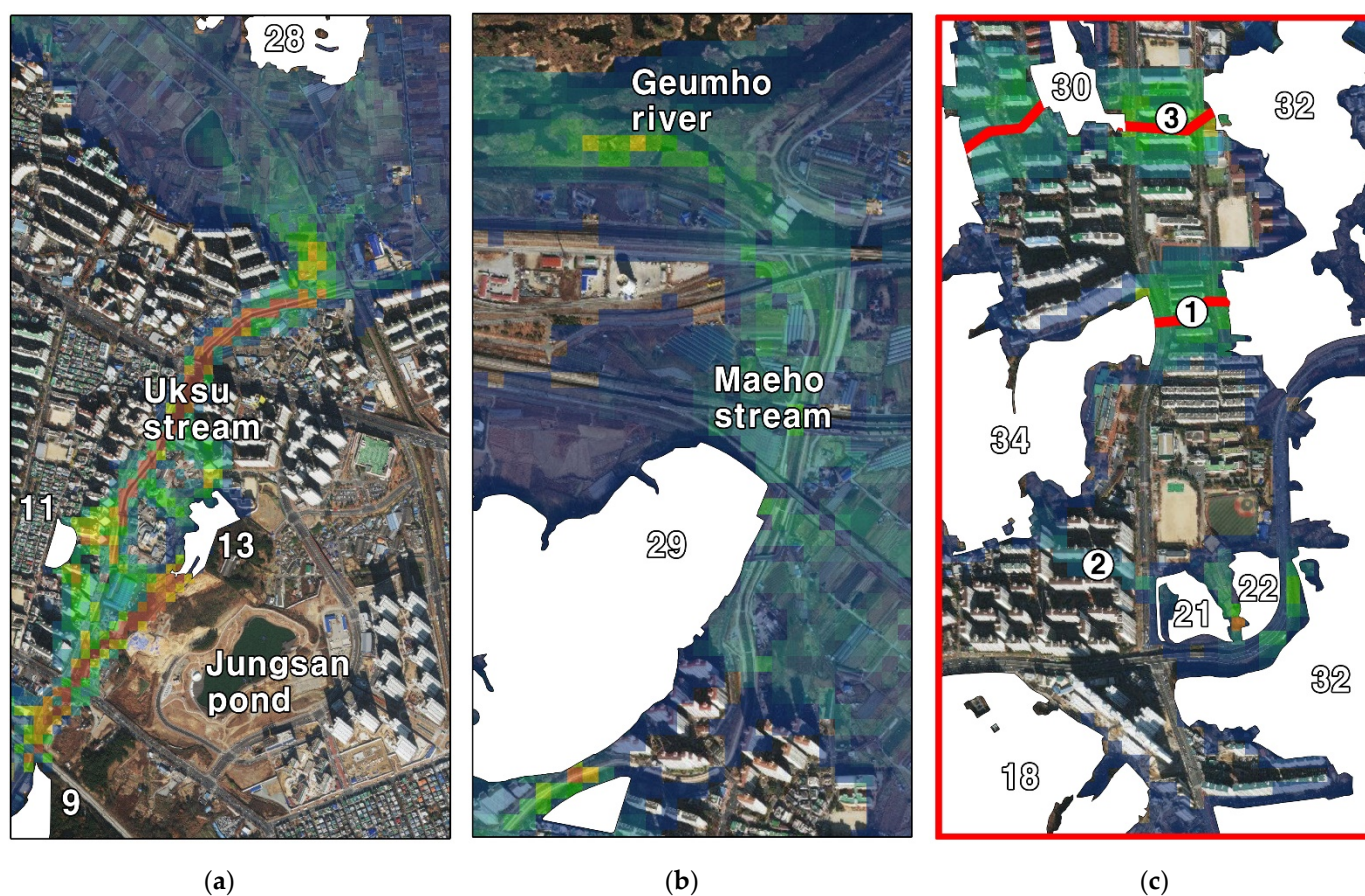 28
Uksu
stream
11
13
Jungsan
pond
9
(a)
Geumho
river
Maeho
stream
29
(b)
30
3
32
1
34
2
21
22
32
18
(c)